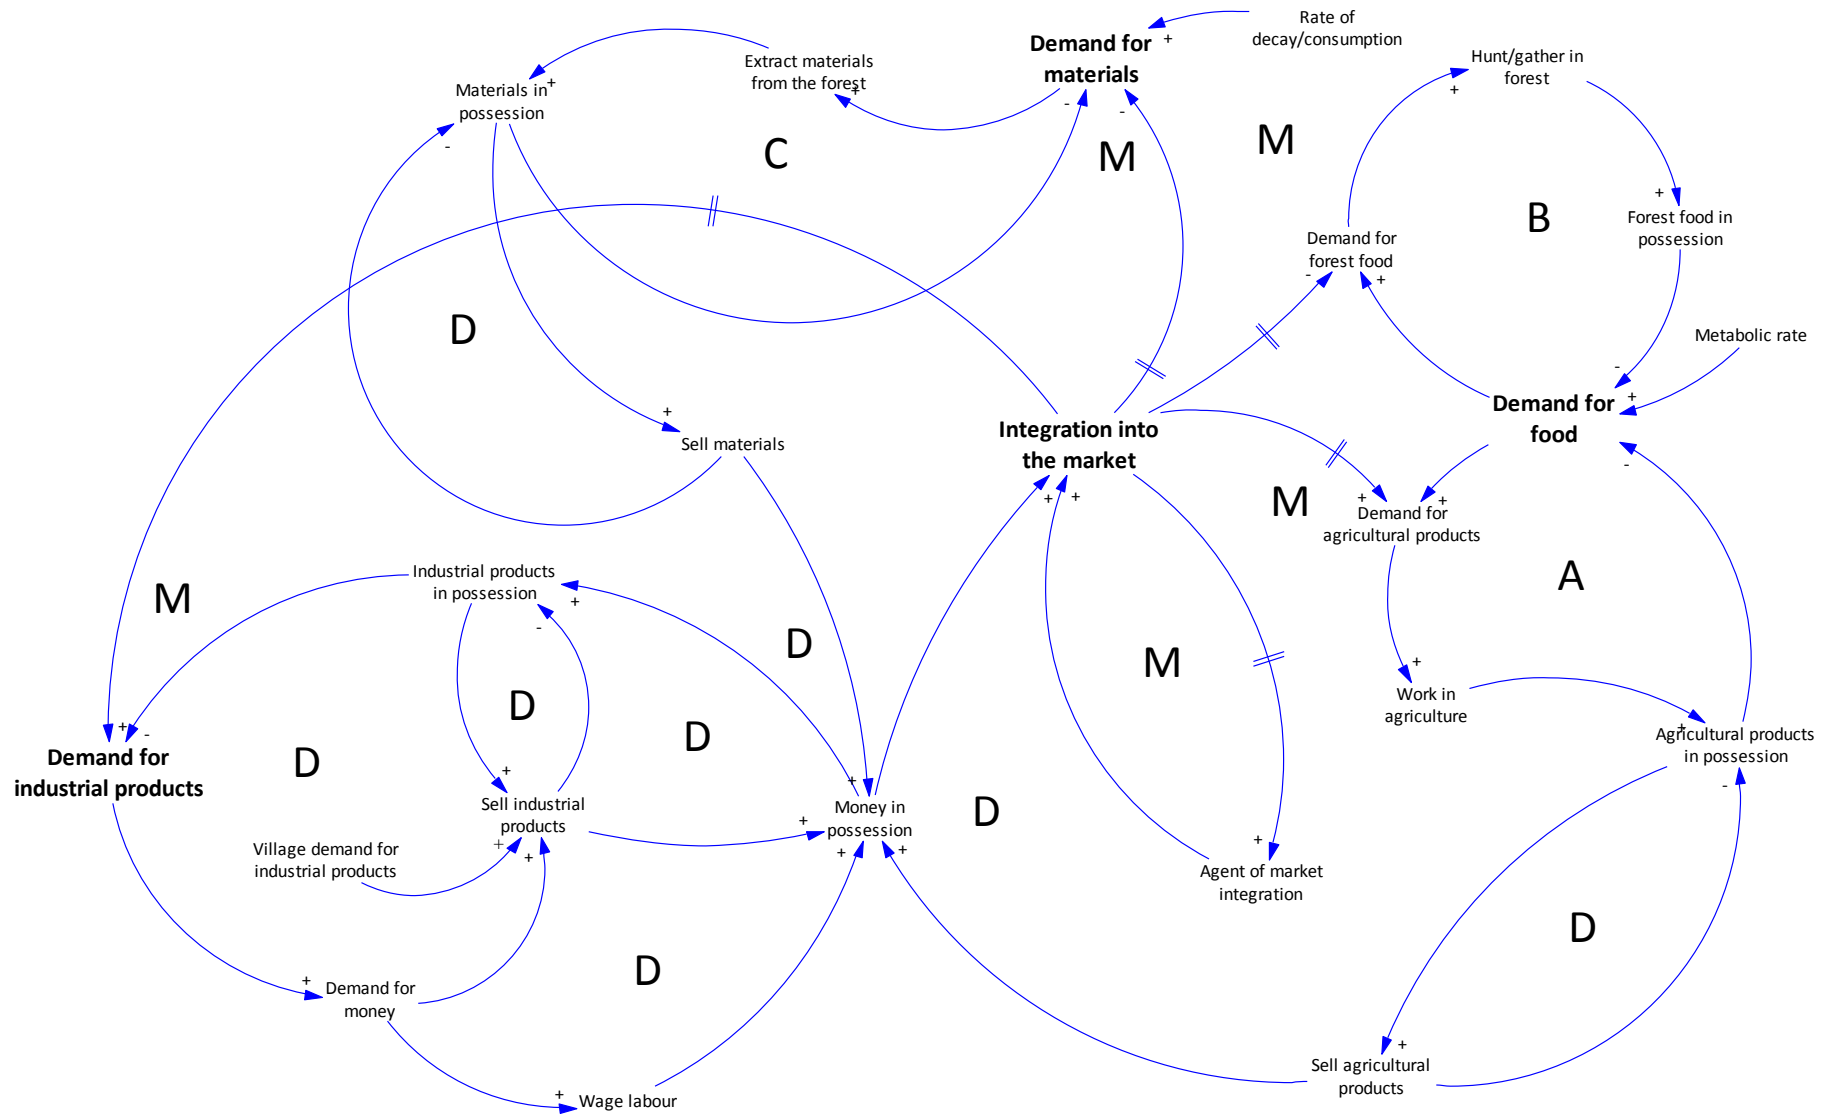 Rate of
decay/consumption
+
Demand for
materials
Extract materials
from the forest
+
Hunt/gather in
forest
+
Materials in
possession
+
-
-
-
C
M
M
+
Forest food in
possession
B
Demand for
forest food
-
+
D
Metabolic rate
-
+
Demand for
food
-
+
Sell materials
Integration into
the market
+
+
M
+
+
Demand for
agricultural products
A
Industrial products
in possession
+
-
M
D
M
+
Work in
agriculture
D
D
+
-
Demand for
industrial products
D
+
Agricultural products
in possession
-
+
Sell industrial
products
+
+
+
+
Money in
possession
+
+
D
Village demand for
industrial products
+
Agent of market
integration
D
D
+
Demand for
money
+
Sell agricultural
products
+
Wage labour